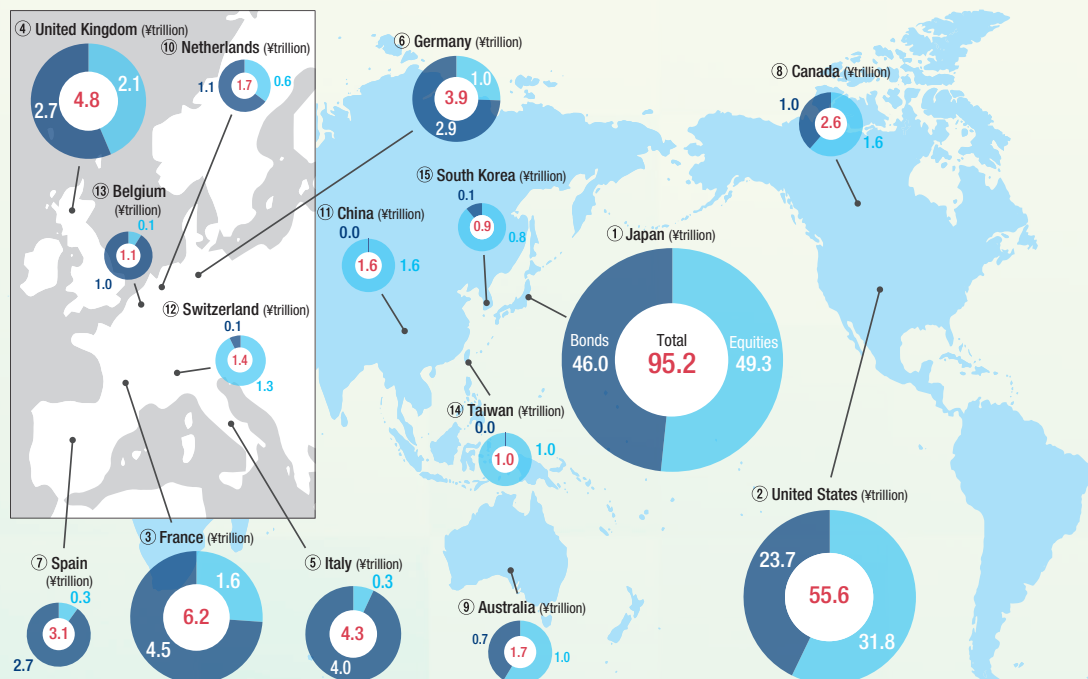 ④ United Kingdom (¥trillion)
2.7
4.8
2.1
⑩ Netherlands (¥trillion)
1.1
1.7
0.6
⑥ Germany (¥trillion)
1.0
3.9
2.9
⑧ Canada (¥trillion)
1.0
2.6
1.6
⑬ Belgium
(¥trillion)
0.1
1.1
1.0
⑮ South Korea (¥trillion)
0.1
0.9
0.8
⑪ China (¥trillion)
0.0
1.6
1.6
① Japan (¥trillion)
Bonds
46.0
Total
95.2
Equities
49.3
⑫ Switzerland (¥trillion)
0.1
1.4
1.3
⑭ Taiwan (¥trillion)
0.0
1.0
1.0
② United States (¥trillion)
23.7
55.6
31.8
③ France (¥trillion)
1.6
6.2
4.5
⑦ Spain
(¥trillion)
0.3
3.1
2.7
⑤ Italy (¥trillion)
0.3
4.3
4.0
⑨ Australia (¥trillion)
0.7
1.7
1.0